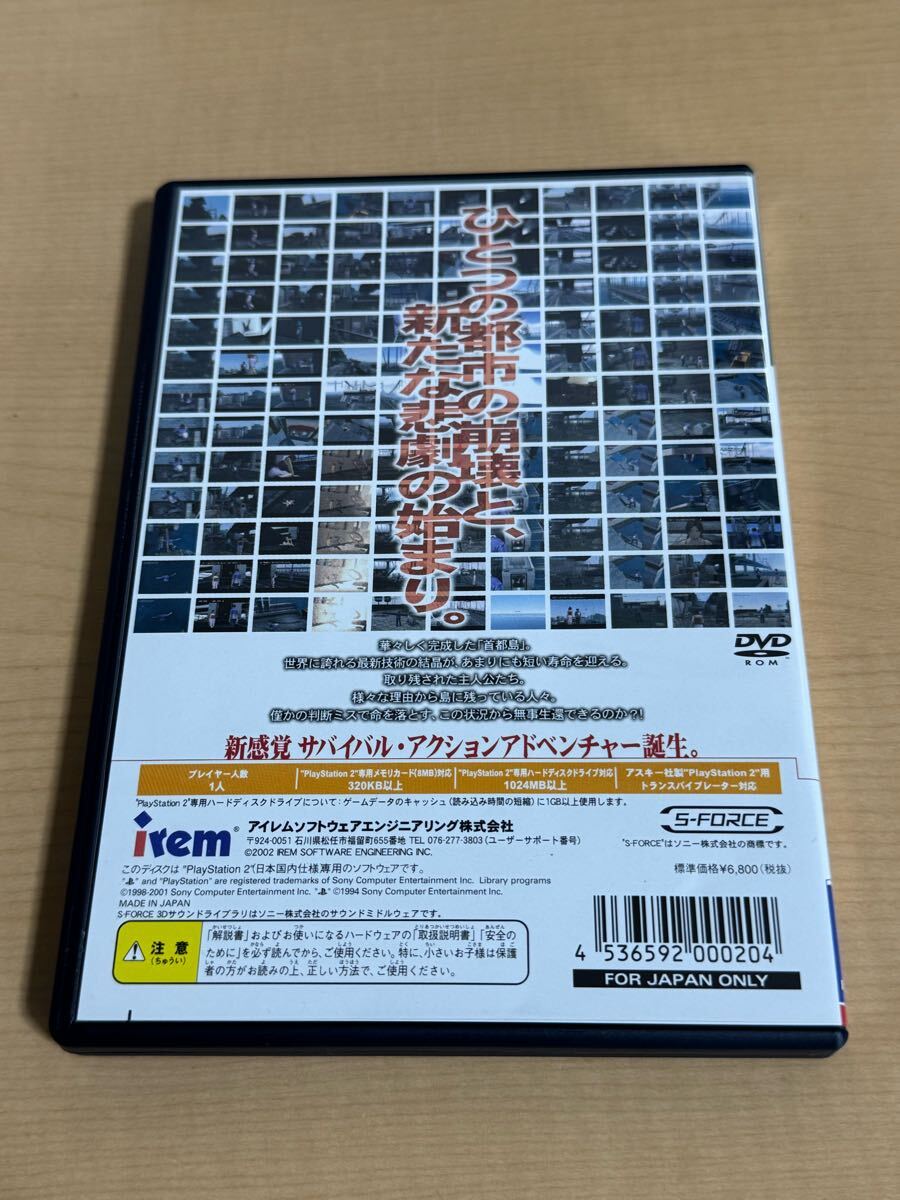 ひとつの都市の崩壊と、
新たな悲劇の始まり。
華々しく完成した「首都島」。
世界に誇れる最新技術の結晶が、あまりにも短い寿命を迎える。
取り残された主人公たち。
様々な理由から島に残っている人々。
僅かの判断ミスで命を落とす、この状況から無事生還できるのか?!
DVD
ROM
新感覚 サバイバル・アクションアドベンチャー誕生。
プレイヤー人数
1人
"PlayStation 2"専用メモリカード(8MB)対応
320KB以上
"PlayStation 2"専用ハードディスクドライブ対応
1024MB以上
アスキー社製"PlayStation 2"用
トランスバイブレーター対応
"PlayStation 2"専用ハードディスクドライブについて:ゲームデータのキャッシュ(読み込み時間の短縮)に1GB以上使用します。
irem®
アイレムソフトウェアエンジニアリング株式会社
〒924-0051 石川県松任市福留町655番地 TEL 076-277-3803(ユーザーサポート番号)
©2002 IREM SOFTWARE ENGINEERING INC.
S-FORCE
"S-FORCE"はソニー株式会社の商標です。
このディスクは "PlayStation 2"(日本国内仕様)専用のソフトウェアです。
標準価格¥6,800(税抜)
" " and "PlayStation" are registered trademarks of Sony Computer Entertainment Inc. Library programs
©1998-2001 Sony Computer Entertainment Inc. " " ©1994 Sony Computer Entertainment Inc.
MADE IN JAPAN
S-FORCE 3Dサウンドライブラリはソニー株式会社のサウンドミドルウェアです。
注意
(ちゅうい)
「解説書」およびお使いになるハードウェアの「取扱説明書」「安全の
ために」を必ず読んでから、ご使用ください。特に、小さいお子様は保護
者の方がお読みの上、正しい方法で、ご使用ください。
4 536592 000204
FOR JAPAN ONLY